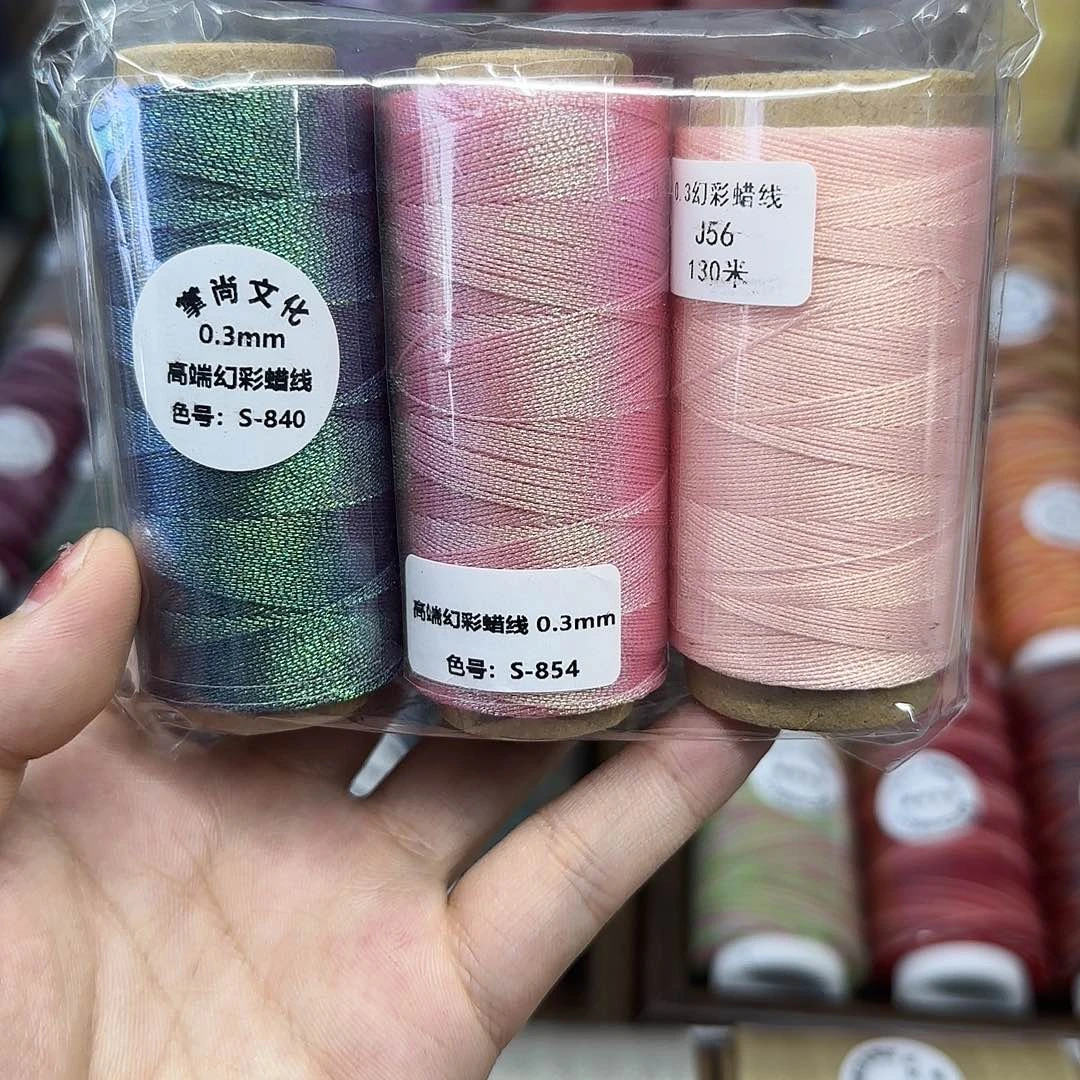 掌尚文化
0.3mm
高端幻彩蜡线
色号：S-840
高端幻彩蜡线 0.3mm
色号：S-854
0.3幻彩蜡线
J56
130米